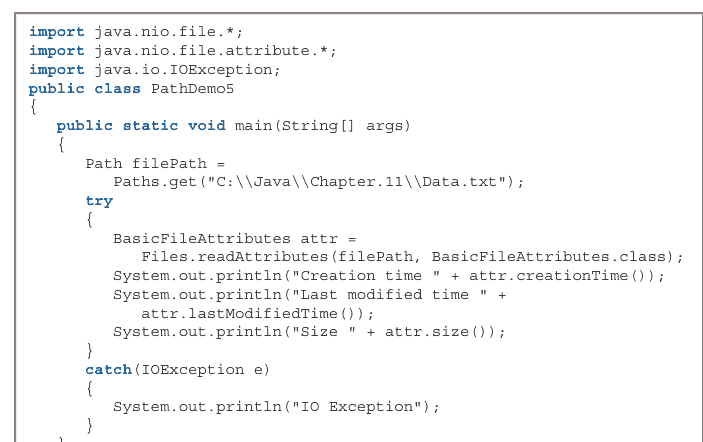 import java.nio.file.*;
import java.nio.file.attribute.*;
import java.io.IOException;
public class PathDemo5
{
   public static void main(String[] args)
   {
      Path filePath =
         Paths.get("C:\\Java\\Chapter.11\\Data.txt");
      try
      {
         BasicFileAttributes attr =
            Files.readAttributes(filePath, BasicFileAttributes.class);
         System.out.println("Creation time " + attr.creationTime());
         System.out.println("Last modified time " +
            attr.lastModifiedTime());
         System.out.println("Size " + attr.size());
      }
      catch(IOException e)
      {
         System.out.println("IO Exception");
      }